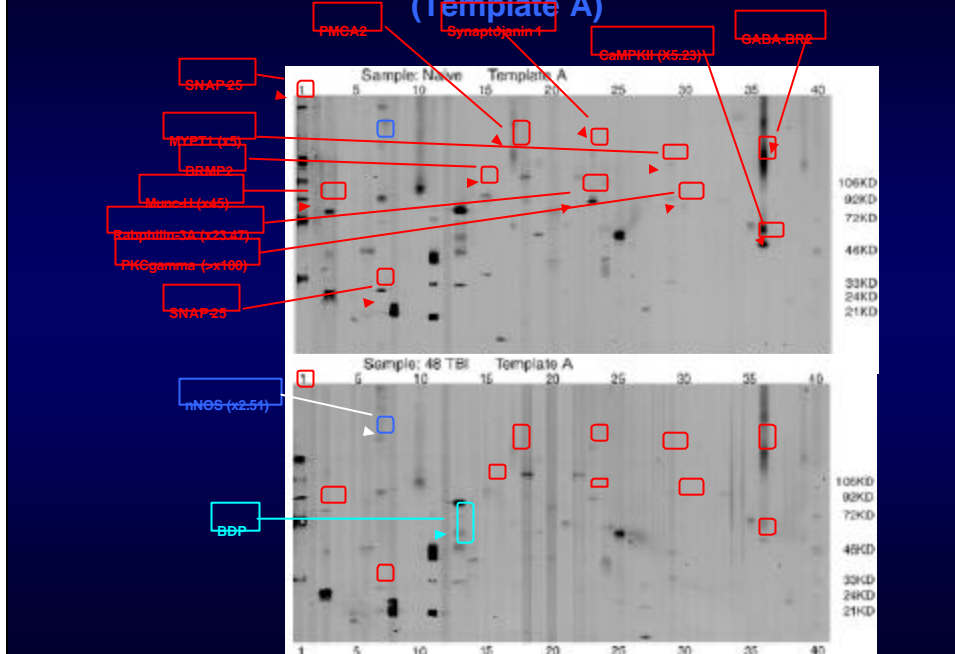 (Template A)
PMCA2
Synaptojanin 1
CaMPKII (X5.23)
GABA-BR2
SNAP-25
MYPT1 (x5)
BRMP2
Munc-H (x45)
Rabphilin-3A (x23.47)
PKCgamma (>x100)
SNAP-25
Sample: Naive Template A
1 5 10 15 20 25 30 35 40
106KD
92KD
72KD
46KD
33KD
24KD
21KD
Sample: 48 TBI Template A
1 5 10 15 20 25 30 35 40
nNOS (x2.51)
BDP
106KD
92KD
72KD
46KD
33KD
24KD
21KD
1 5 10 15 20 25 30 35 40